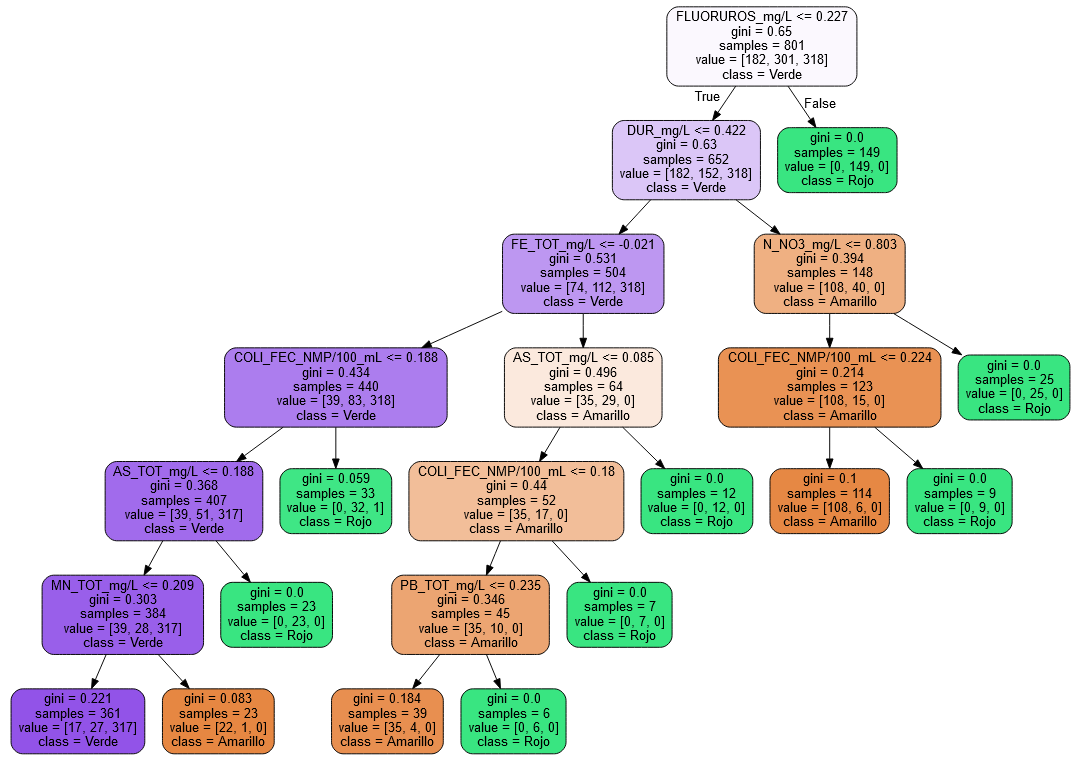 FLUORUROS_mg/L <= 0.227
gini = 0.65
samples = 801
value = [182, 301, 318]
class = Verde
True
False
DUR_mg/L <= 0.422
gini = 0.63
samples = 652
value = [182, 152, 318]
class = Verde
gini = 0.0
samples = 149
value = [0, 149, 0]
class = Rojo
FE_TOT_mg/L <= -0.021
gini = 0.531
samples = 504
value = [74, 112, 318]
class = Verde
N_NO3_mg/L <= 0.803
gini = 0.394
samples = 148
value = [108, 40, 0]
class = Amarillo
COLI_FEC_NMP/100_mL <= 0.188
gini = 0.434
samples = 440
value = [39, 83, 318]
class = Verde
AS_TOT_mg/L <= 0.085
gini = 0.496
samples = 64
value = [35, 29, 0]
class = Amarillo
COLI_FEC_NMP/100_mL <= 0.224
gini = 0.214
samples = 123
value = [108, 15, 0]
class = Amarillo
gini = 0.0
samples = 25
value = [0, 25, 0]
class = Rojo
AS_TOT_mg/L <= 0.188
gini = 0.368
samples = 407
value = [39, 51, 317]
class = Verde
gini = 0.059
samples = 33
value = [0, 32, 1]
class = Rojo
COLI_FEC_NMP/100_mL <= 0.18
gini = 0.44
samples = 52
value = [35, 17, 0]
class = Amarillo
gini = 0.0
samples = 12
value = [0, 12, 0]
class = Rojo
gini = 0.1
samples = 114
value = [108, 6, 0]
class = Amarillo
gini = 0.0
samples = 9
value = [0, 9, 0]
class = Rojo
MN_TOT_mg/L <= 0.209
gini = 0.303
samples = 384
value = [39, 28, 317]
class = Verde
gini = 0.0
samples = 23
value = [0, 23, 0]
class = Rojo
PB_TOT_mg/L <= 0.235
gini = 0.346
samples = 45
value = [35, 10, 0]
class = Amarillo
gini = 0.0
samples = 7
value = [0, 7, 0]
class = Rojo
gini = 0.221
samples = 361
value = [17, 27, 317]
class = Verde
gini = 0.083
samples = 23
value = [22, 1, 0]
class = Amarillo
gini = 0.184
samples = 39
value = [35, 4, 0]
class = Amarillo
gini = 0.0
samples = 6
value = [0, 6, 0]
class = Rojo